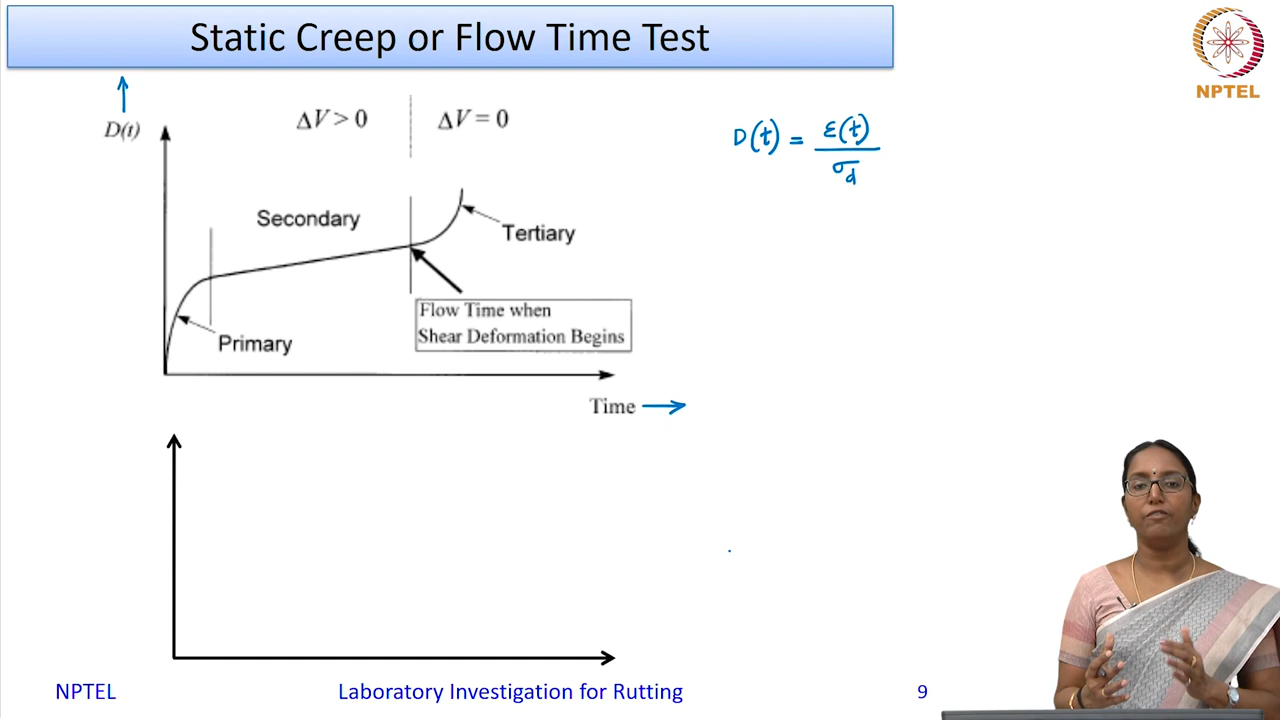 Static Creep or Flow Time Test
NPTEL
D(t)
ΔV > 0
ΔV = 0
D(t) = ε(t) / σd
Secondary
Tertiary
Flow Time when
Shear Deformation Begins
Primary
Time
NPTEL
Laboratory Investigation for Rutting
9